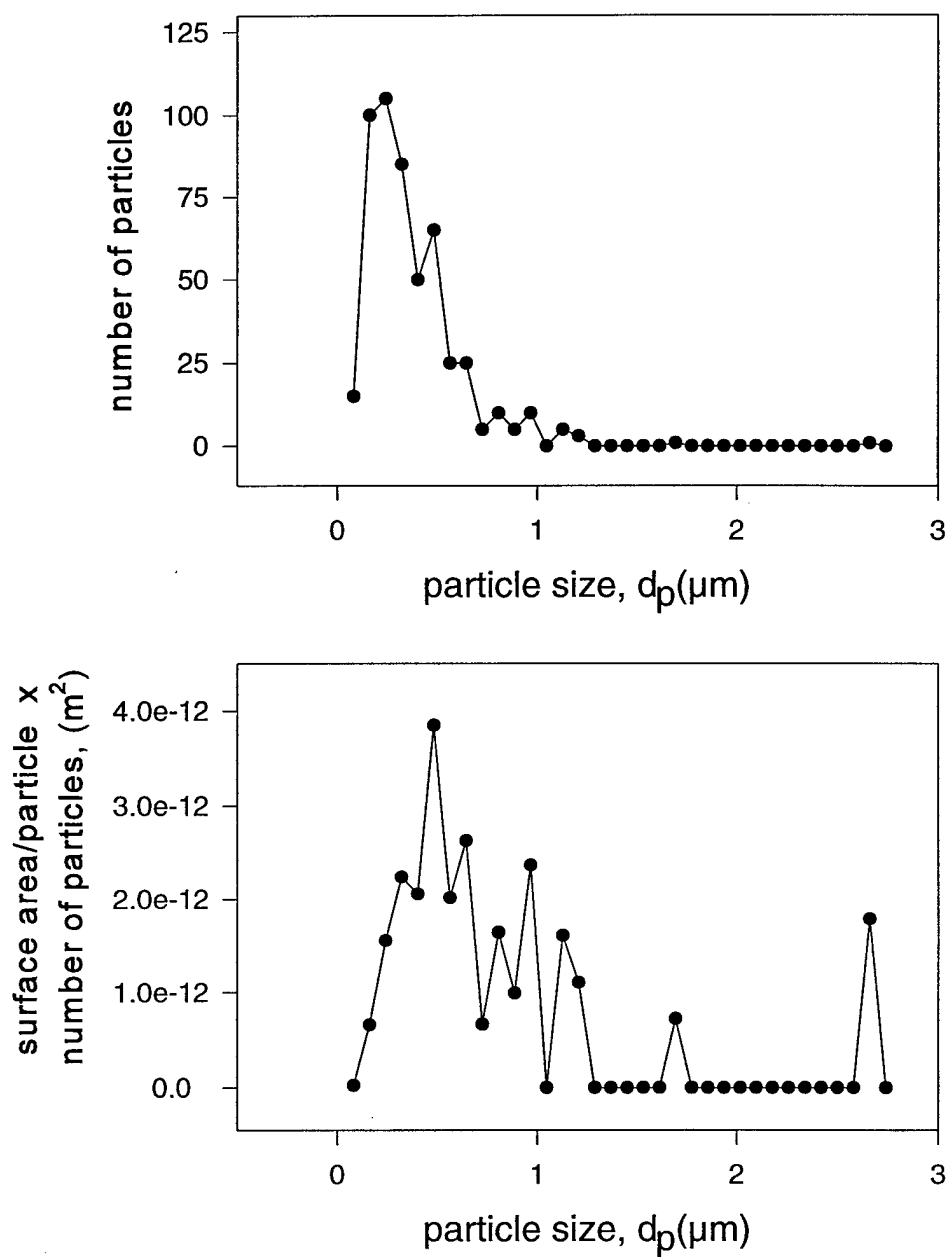 number of particles
125
100
75
50
25
0
0 1 2 3
particle size, dp(µm)
surface area/particle x
number of particles, (m²)
4.0e-12
3.0e-12
2.0e-12
1.0e-12
0.0
0 1 2 3
particle size, dp(µm)